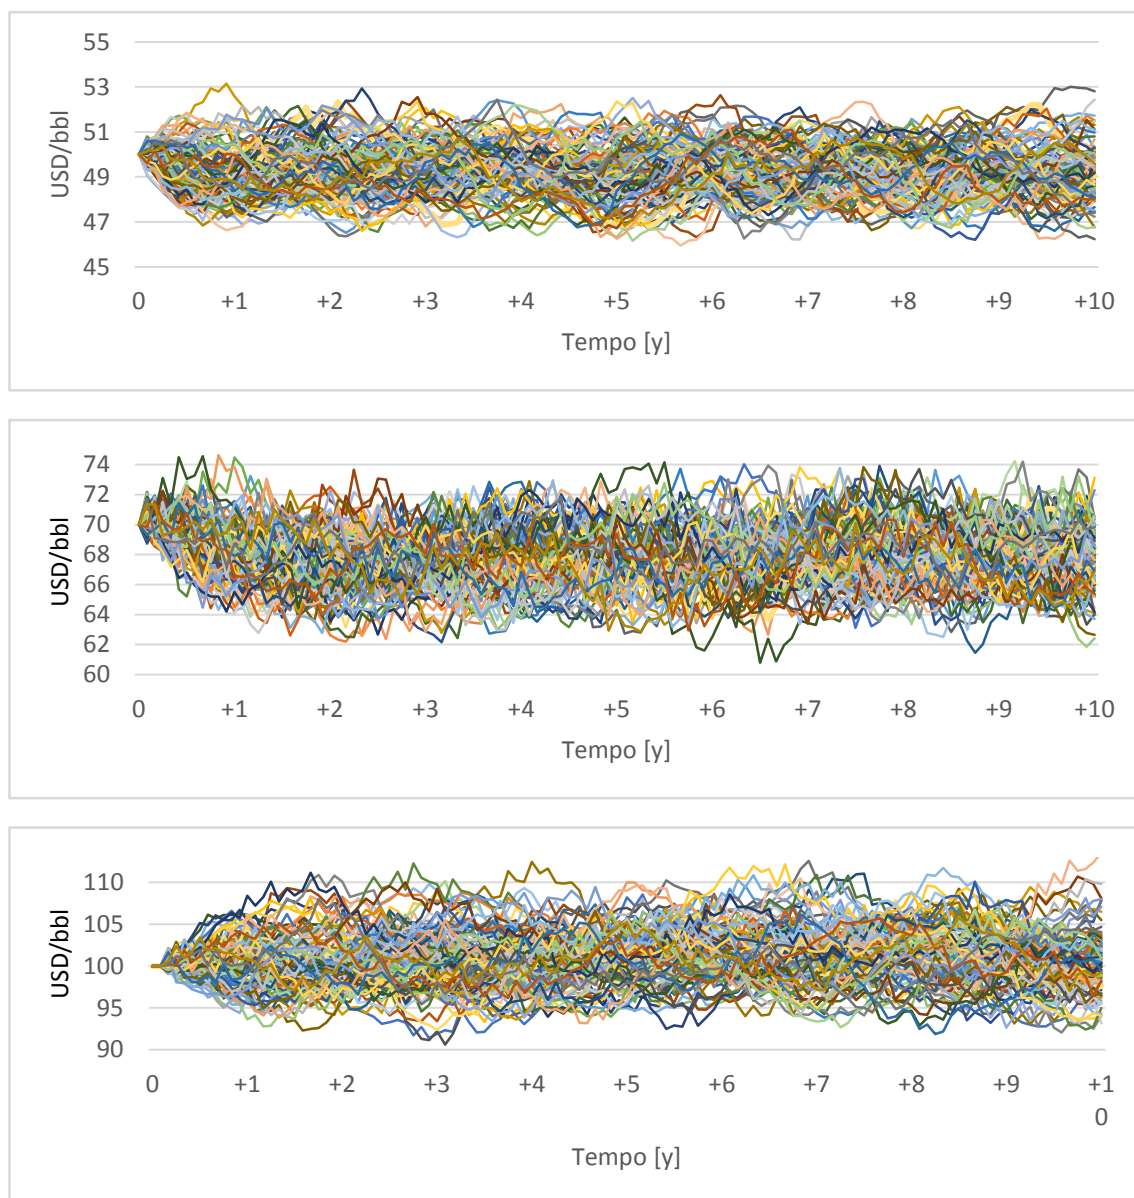 USD/bbl
55
53
51
49
47
45
0 +1 +2 +3 +4 +5 +6 +7 +8 +9 +10
Tempo [y]
USD/bbl
74
72
70
68
66
64
62
60
0 +1 +2 +3 +4 +5 +6 +7 +8 +9 +10
Tempo [y]
USD/bbl
110
105
100
95
90
0 +1 +2 +3 +4 +5 +6 +7 +8 +9 +1
0
Tempo [y]